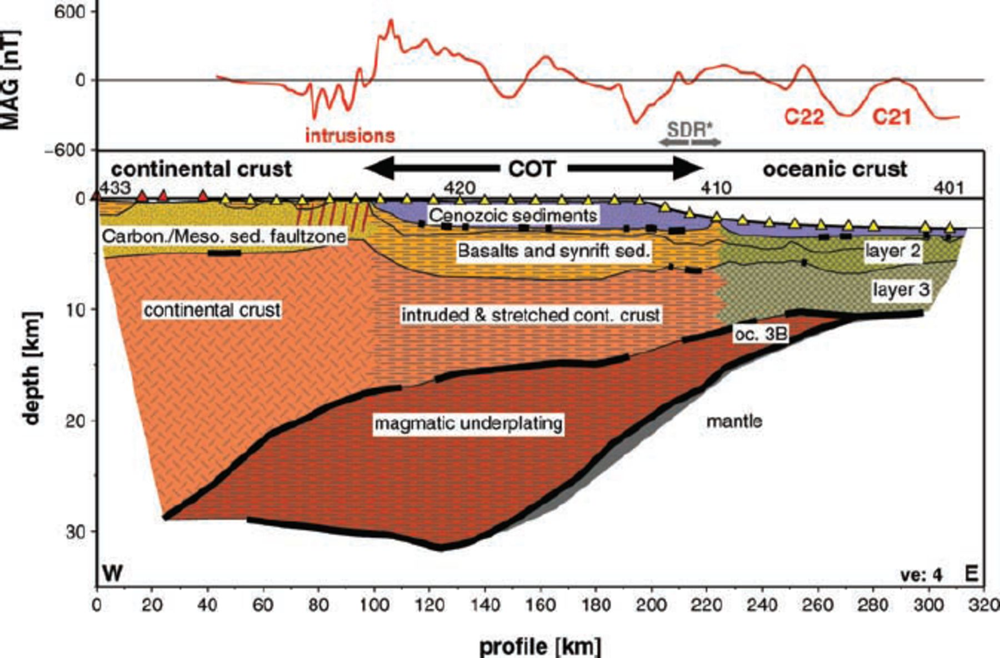 600
0
−600
MAG [nT]
intrusions
C22
C21
SDR*
continental crust
COT
oceanic crust
433
420
410
401
0
10
20
30
depth [km]
Cenozoic sediments
Carbon./Meso. sed. faultzone
Basalts and synrift sed.
layer 2
layer 3
continental crust
intruded & stretched cont. crust
oc. 3B
magmatic underplating
mantle
W
ve: 4
E
0 20 40 60 80 100 120 140 160 180 200 220 240 260 280 300 320
profile [km]